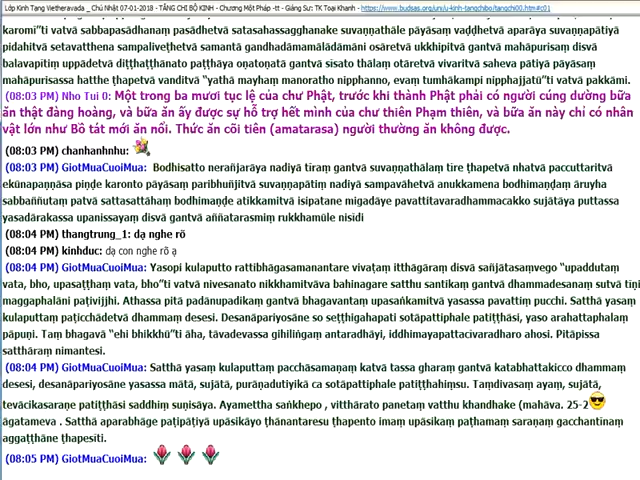 Lớp Kinh Tạng Vietheravada _ Chủ Nhật 07-01-2018 - TĂNG CHI BỘ KINH - Chương Một Pháp -tt - Giảng Sư: TK Toại Khanh - https://www.budsas.org/uni/u-kinh-tangchibo/tangchi00.htm#c01
karomī"ti vatvā sabbapasādhanaṃ pasādhetvā satasahassagghanake suvaṇṇathāle pāyāsaṃ vaḍḍhetvā aparāya suvaṇṇapātiyā
pidahitvā setavatthena sampaliveṭhetvā samantā gandhadāmamālādāmāni osāretvā ukkhipitvā gantvā mahāpurisaṃ disvā
balavapītiṃ uppādetvā diṭṭhaṭṭhānato paṭṭhāya oṇatoṇatā gantvā sīsato thālaṃ otāretvā vivaritvā saheva pātiyā pāyāsaṃ
mahāpurisassa hatthe ṭhapetvā vanditvā "yathā mayhaṃ manoratho nipphanno, evaṃ tumhākampi nipphajjatū"ti vatvā pakkāmi.
(08:03 PM) Nho Tui 0: Một trong ba mươi tục lệ của chư Phật, trước khi thành Phật phải có người cúng dường bữa
ăn thật đàng hoàng, và bữa ăn ấy được sự hỗ trợ hết mình của chư thiên Phạm thiên, và bữa ăn này chỉ có nhân
vật lớn như Bồ tát mới ăn nổi. Thức ăn cõi tiên (amatarasa) người thường ăn không được.
(08:03 PM) chanhanhnhu:
(08:03 PM) GiotMuaCuoiMua: Bodhisatto nerañjarāya nadiyā tīraṃ gantvā suvaṇṇathālaṃ tīre ṭhapetvā nhatvā paccuttaritvā
ekūnapaṇṇāsa piṇḍe karonto pāyāsaṃ paribhuñjitvā suvaṇṇapātiṃ nadiyā sampavāhetvā anukkamena bodhimaṇḍaṃ āruyha
sabbaññutaṃ patvā sattasattāhaṃ bodhimaṇḍe atikkamitvā isipatane migadāye pavattitavaradhammacakko sujātāya puttassa
yasadārakassa upanissayaṃ disvā gantvā aññatarasmiṃ rukkhamūle nisīdi
(08:04 PM) thangtrung_1: dạ nghe rõ
(08:04 PM) kinhduc: dạ con nghe rõ ạ
(08:04 PM) GiotMuaCuoiMua: Yasopi kulaputto rattibhāgasamanantare vivaṭaṃ itthāgāraṃ disvā sañjātasaṃvego "upaddutaṃ
vata, bho, upasaṭṭhaṃ vata, bho"ti vatvā nivesanato nikkhamitvāva bahinagare satthu santikaṃ gantvā dhammadesanaṃ sutvā tīṇi
maggaphalāni paṭivijjhi. Athassa pitā padānupadikaṃ gantvā bhagavantaṃ upasaṅkamitvā yasassa pavattiṃ pucchi. Satthā yasaṃ
kulaputtaṃ paṭicchādetvā dhammaṃ desesi. Desanāpariyosāne so seṭṭhigahapati sotāpattiphale patiṭṭhāsi, yaso arahattaphalaṃ
pāpuṇi. Taṃ bhagavā "ehi bhikkhū"ti āha, tāvadevassa gihiliṅgaṃ antaradhāyi, iddhimayapattacīvaradharo ahosi. Pitāpissa
satthāraṃ nimantesi.
(08:04 PM) GiotMuaCuoiMua: Satthā yasaṃ kulaputtaṃ pacchāsamaṇaṃ katvā tassa gharaṃ gantvā katabhattakicco dhammaṃ
desesi, desanāpariyosāne yasassa mātā, sujātā, purāṇadutiyikā ca sotāpattiphale patiṭṭhahiṃsu. Taṃdivasaṃ ayaṃ, sujātā,
tevācikasaraṇe patiṭṭhāsi saddhiṃ suṇisāya. Ayamettha saṅkhepo , vitthārato panetaṃ vatthu khandhake (mahāva. 25-2
āgatameva . Satthā aparabhāge paṭipāṭiyā upāsikāyo ṭhānantaresu ṭhapento imaṃ upāsikaṃ paṭhamaṃ saraṇaṃ gacchantīnaṃ
aggaṭṭhāne ṭhapesīti.
(08:05 PM) GiotMuaCuoiMua: